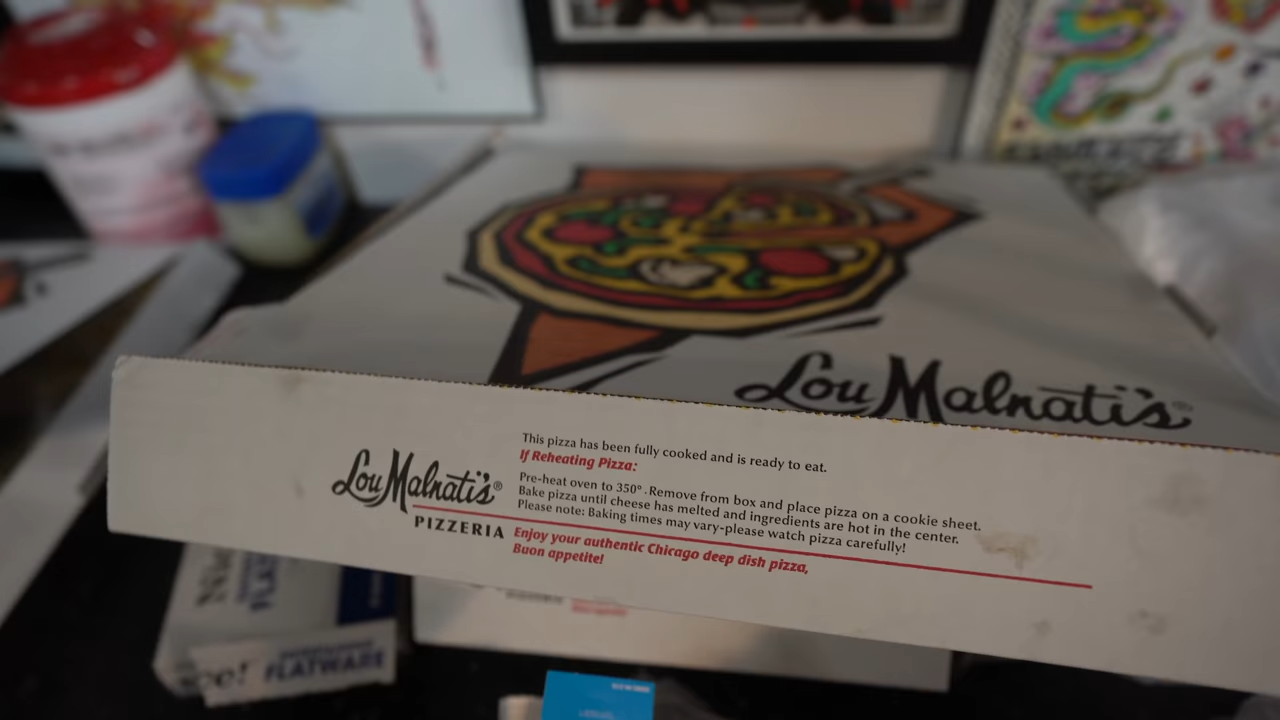 Lou Malnati's®
Lou Malnati's®
PIZZERIA
This pizza has been fully cooked and is ready to eat.
If Reheating Pizza:
Pre-heat oven to 350°. Remove from box and place pizza on a cookie sheet.
Bake pizza until cheese has melted and ingredients are hot in the center.
Please note: Baking times may vary-please watch pizza carefully!
Enjoy your authentic Chicago deep dish pizza,
Buon appetite!
FLATWARE